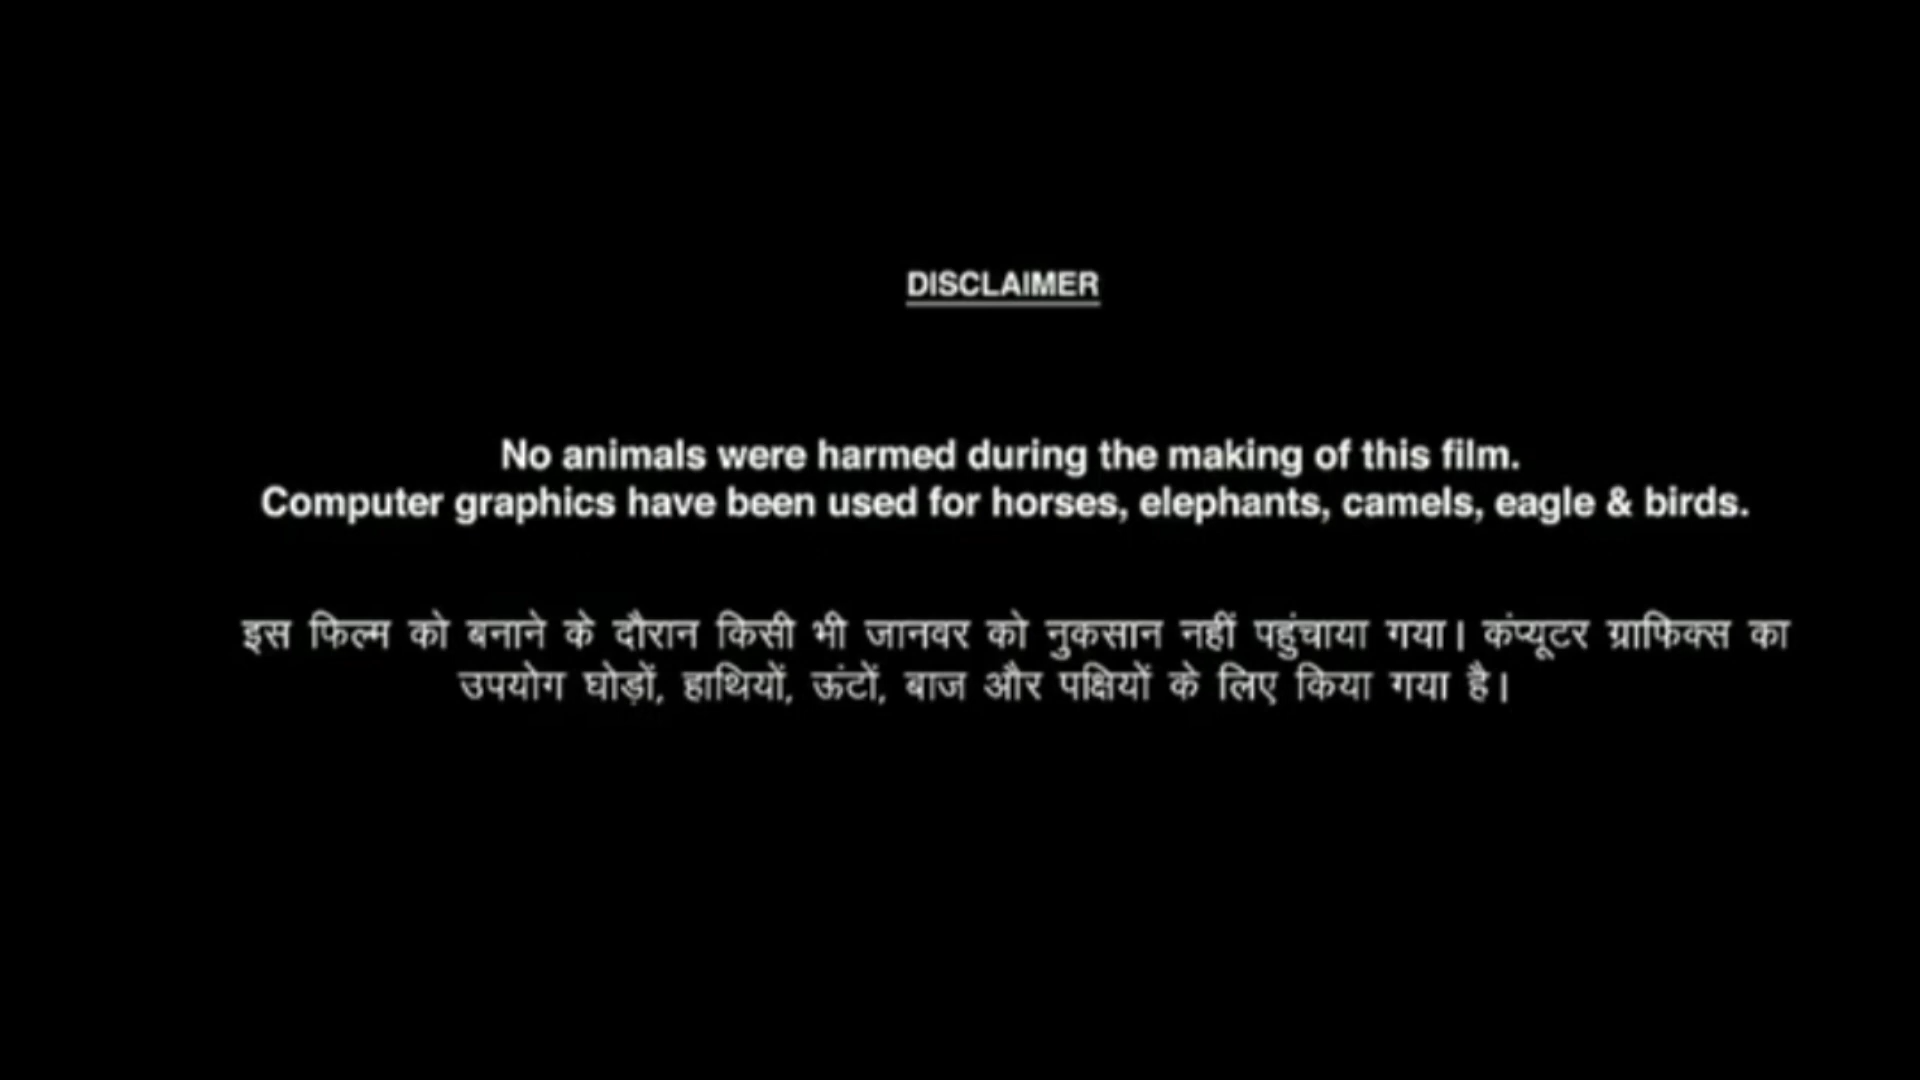 DISCLAIMER
No animals were harmed during the making of this film.
Computer graphics have been used for horses, elephants, camels, eagle & birds.
इस फिल्म को बनाने के दौरान किसी भी जानवर को नुकसान नहीं पहुंचाया गया। कंप्यूटर ग्राफिक्स का
उपयोग घोड़ों, हाथियों, ऊंटों, बाज और पक्षियों के लिए किया गया है।